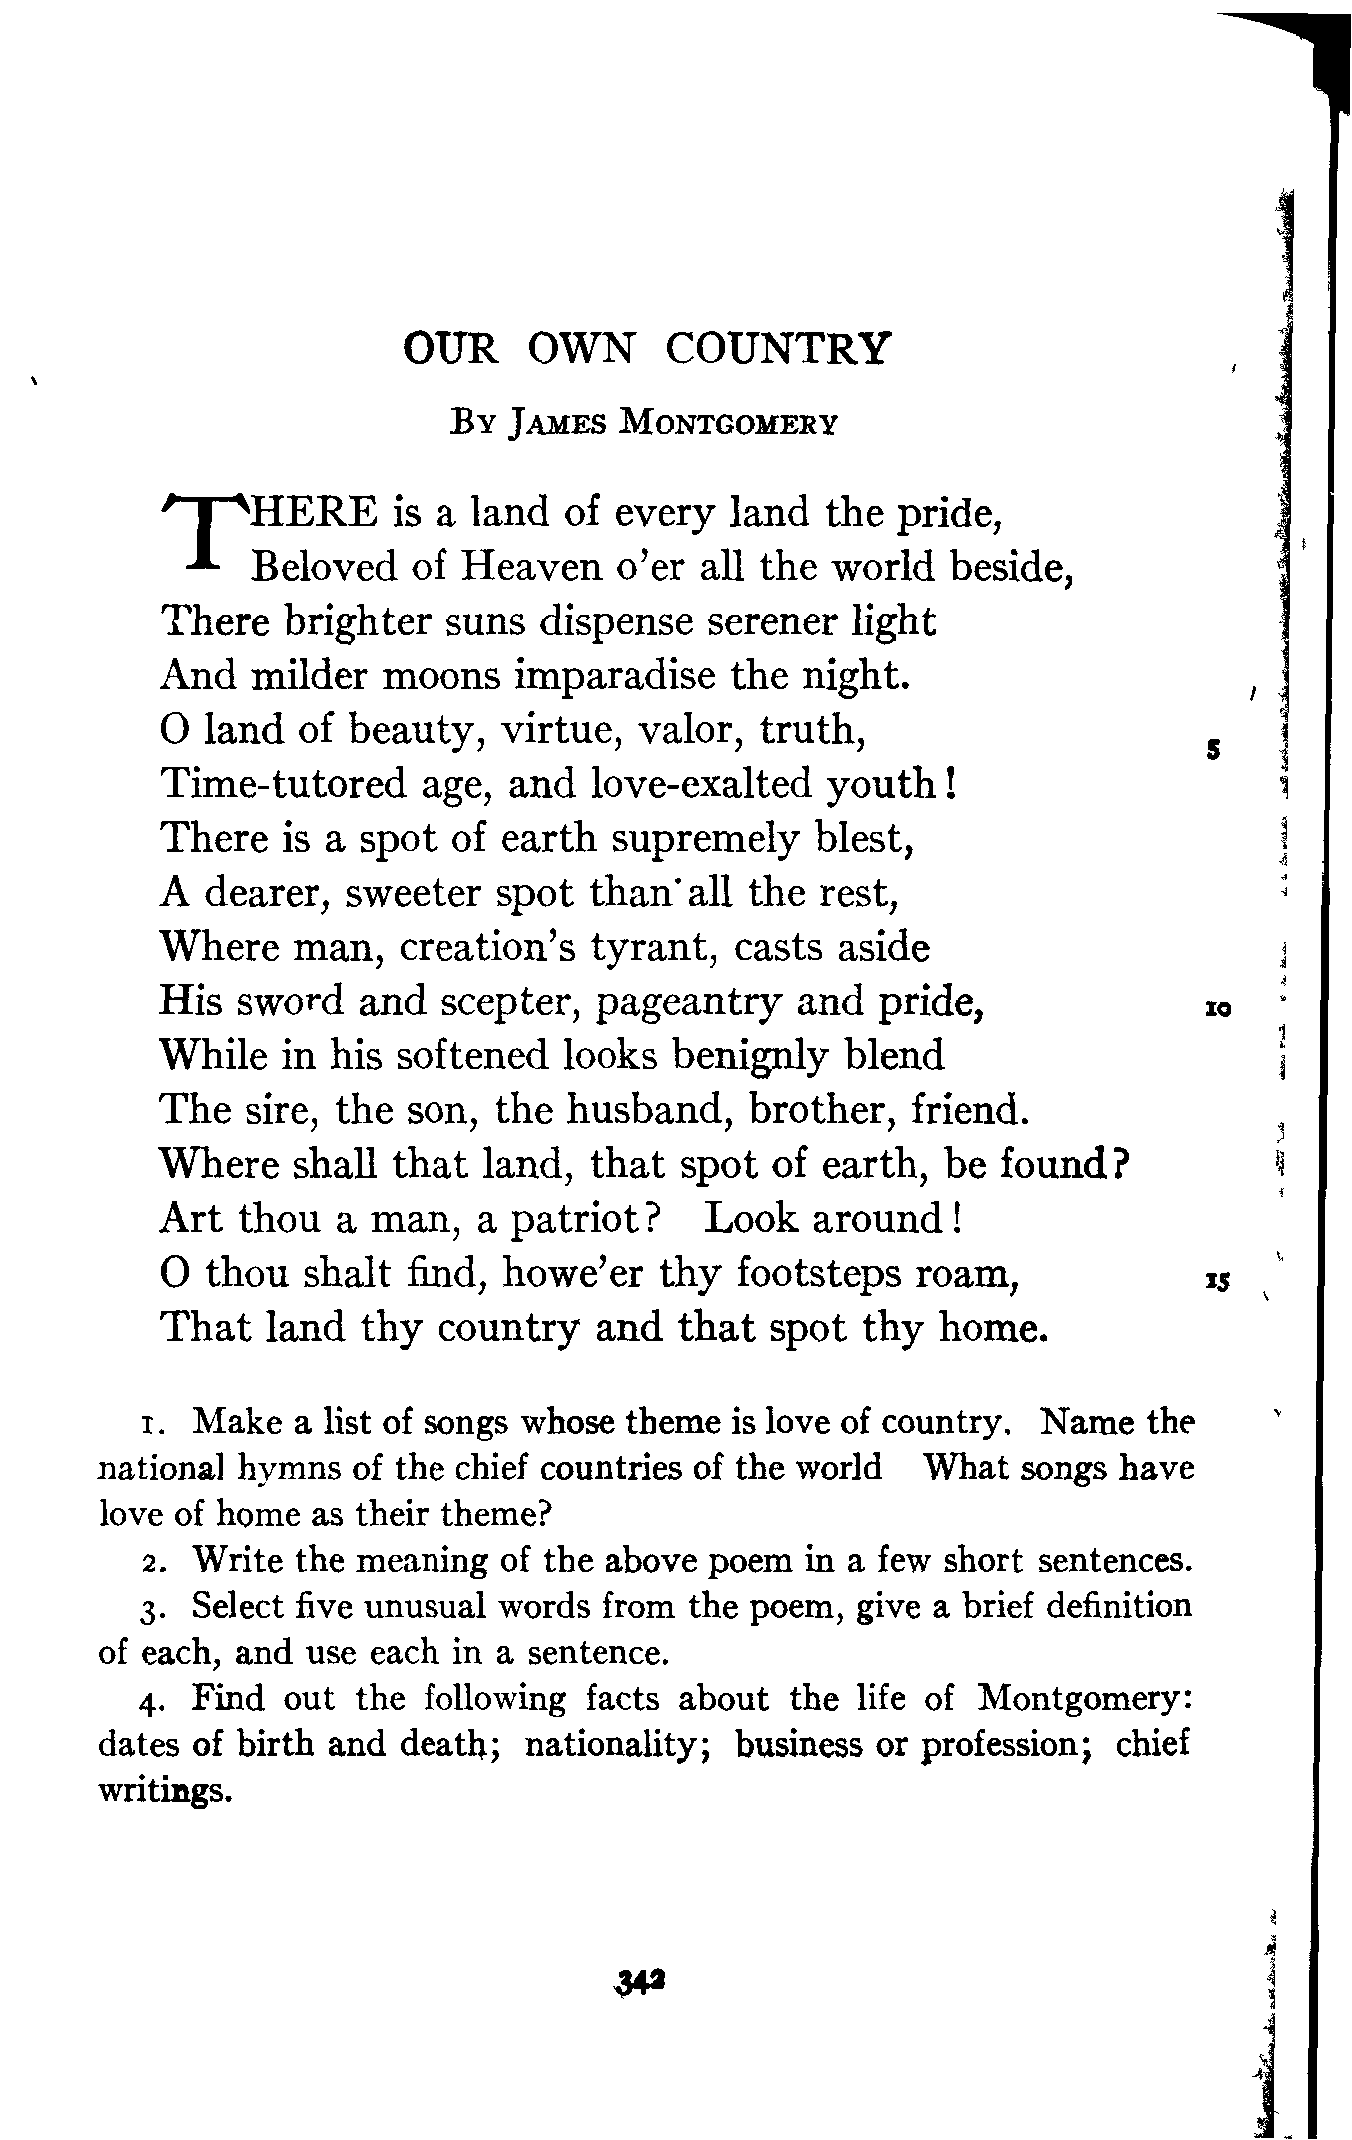 OUR OWN COUNTRY
BY JAMES MONTGOMERY
THERE is a land of every land the pride,
Beloved of Heaven o'er all the world beside,
There brighter suns dispense serener light
And milder moons imparadise the night.
O land of beauty, virtue, valor, truth, 5
Time-tutored age, and love-exalted youth!
There is a spot of earth supremely blest,
A dearer, sweeter spot than all the rest,
Where man, creation's tyrant, casts aside
His sword and scepter, pageantry and pride, 10
While in his softened looks benignly blend
The sire, the son, the husband, brother, friend.
Where shall that land, that spot of earth, be found?
Art thou a man, a patriot? Look around!
O thou shalt find, howe'er thy footsteps roam, 15
That land thy country and that spot thy home.
1. Make a list of songs whose theme is love of country. Name the
national hymns of the chief countries of the world What songs have
love of home as their theme?
2. Write the meaning of the above poem in a few short sentences.
3. Select five unusual words from the poem, give a brief definition
of each, and use each in a sentence.
4. Find out the following facts about the life of Montgomery:
dates of birth and death; nationality; business or profession; chief
writings.
342